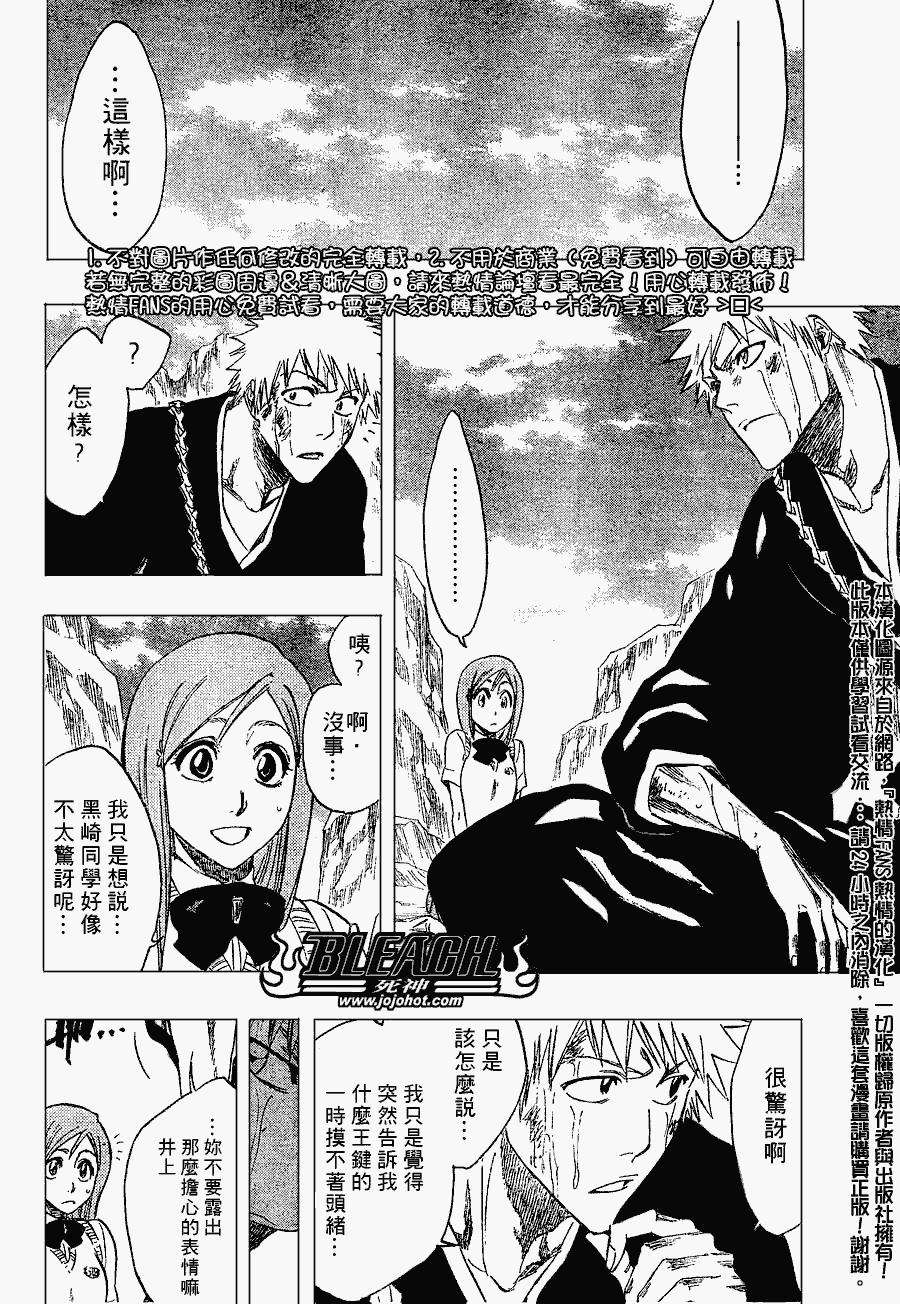 …這樣啊…
1. 不對圖片作任何修改的完全轉載，2. 不用於商業（免費看到）可自由轉載
若無完整的彩圖周邊&清晰大圖，請來熱情論壇看最完全！用心轉載發佈！
熱情FANS的用心免費試看，需要大家的轉載道德，才能分享到最好 >口<
…………
？
怎樣？
咦？
啊．
沒事…
我只是想說…
黑崎同學好像
不太驚訝呢…
BLEACH
死神
www.jojohot.com
很驚訝啊
只是
該怎麼說…
我只是覺得
突然告訴我
什麼王鍵的
一時摸不著頭緒…
…妳不要露出
那麼擔心的表情嘛
井上
本漢化圖源來自於網路，『熱情FANS熱情的漢化』一切版權歸原作者與出版社擁有！
此版本僅供學習試看交流…請24小時之內消除，喜歡這套漫畫請購買正版！謝謝。